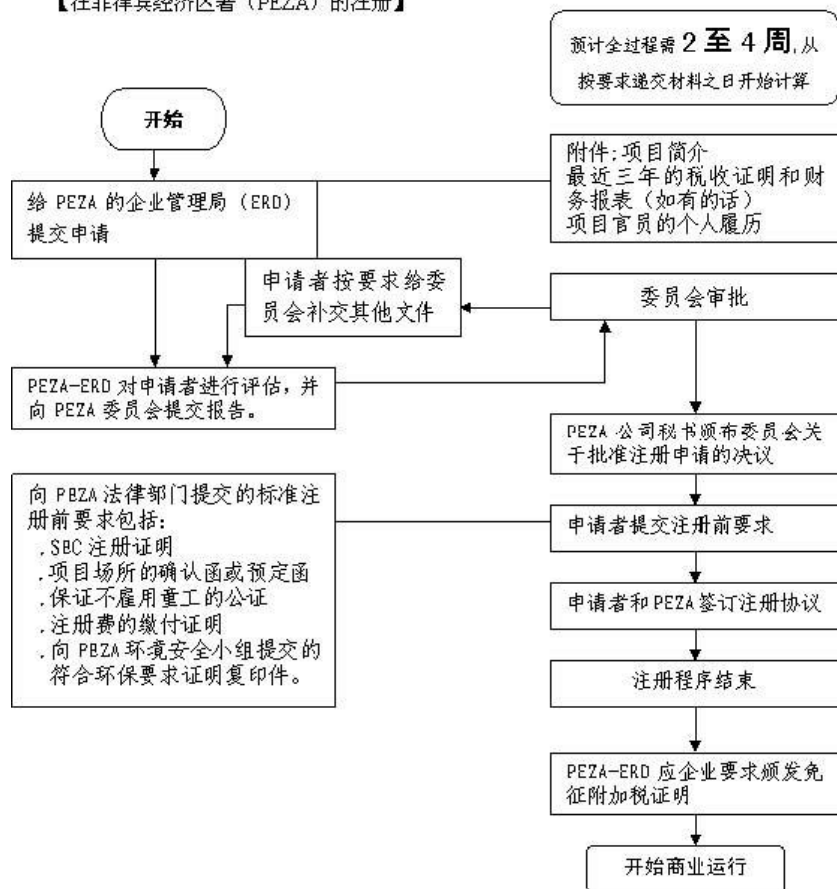 【在菲律宾经济区署（PEZA）的注册】
预计全过程需 2 至 4 周,从
按要求递交材料之日开始计算
开始
附件:项目简介
最近三年的税收证明和财
务报表（如有的话）
项目官员的个人履历
给 PEZA 的企业管理局（ERD）
提交申请
申请者按要求给委
员会补交其他文件
委员会审批
PEZA-ERD 对申请者进行评估，并
向 PEZA 委员会提交报告。
PEZA 公司秘书颁布委员会关
于批准注册申请的决议
向 PBZA 法律部门提交的标准注
册前要求包括：
.SBC 注册证明
.项目场所的确认函或预定函
.保证不雇用童工的公证
.注册费的缴付证明
.向 PBZA 环境安全小组提交的
符合环保要求证明复印件。
申请者提交注册前要求
申请者和 PEZA 签订注册协议
注册程序结束
PEZA-ERD 应企业要求颁发免
征附加税证明
开始商业运行